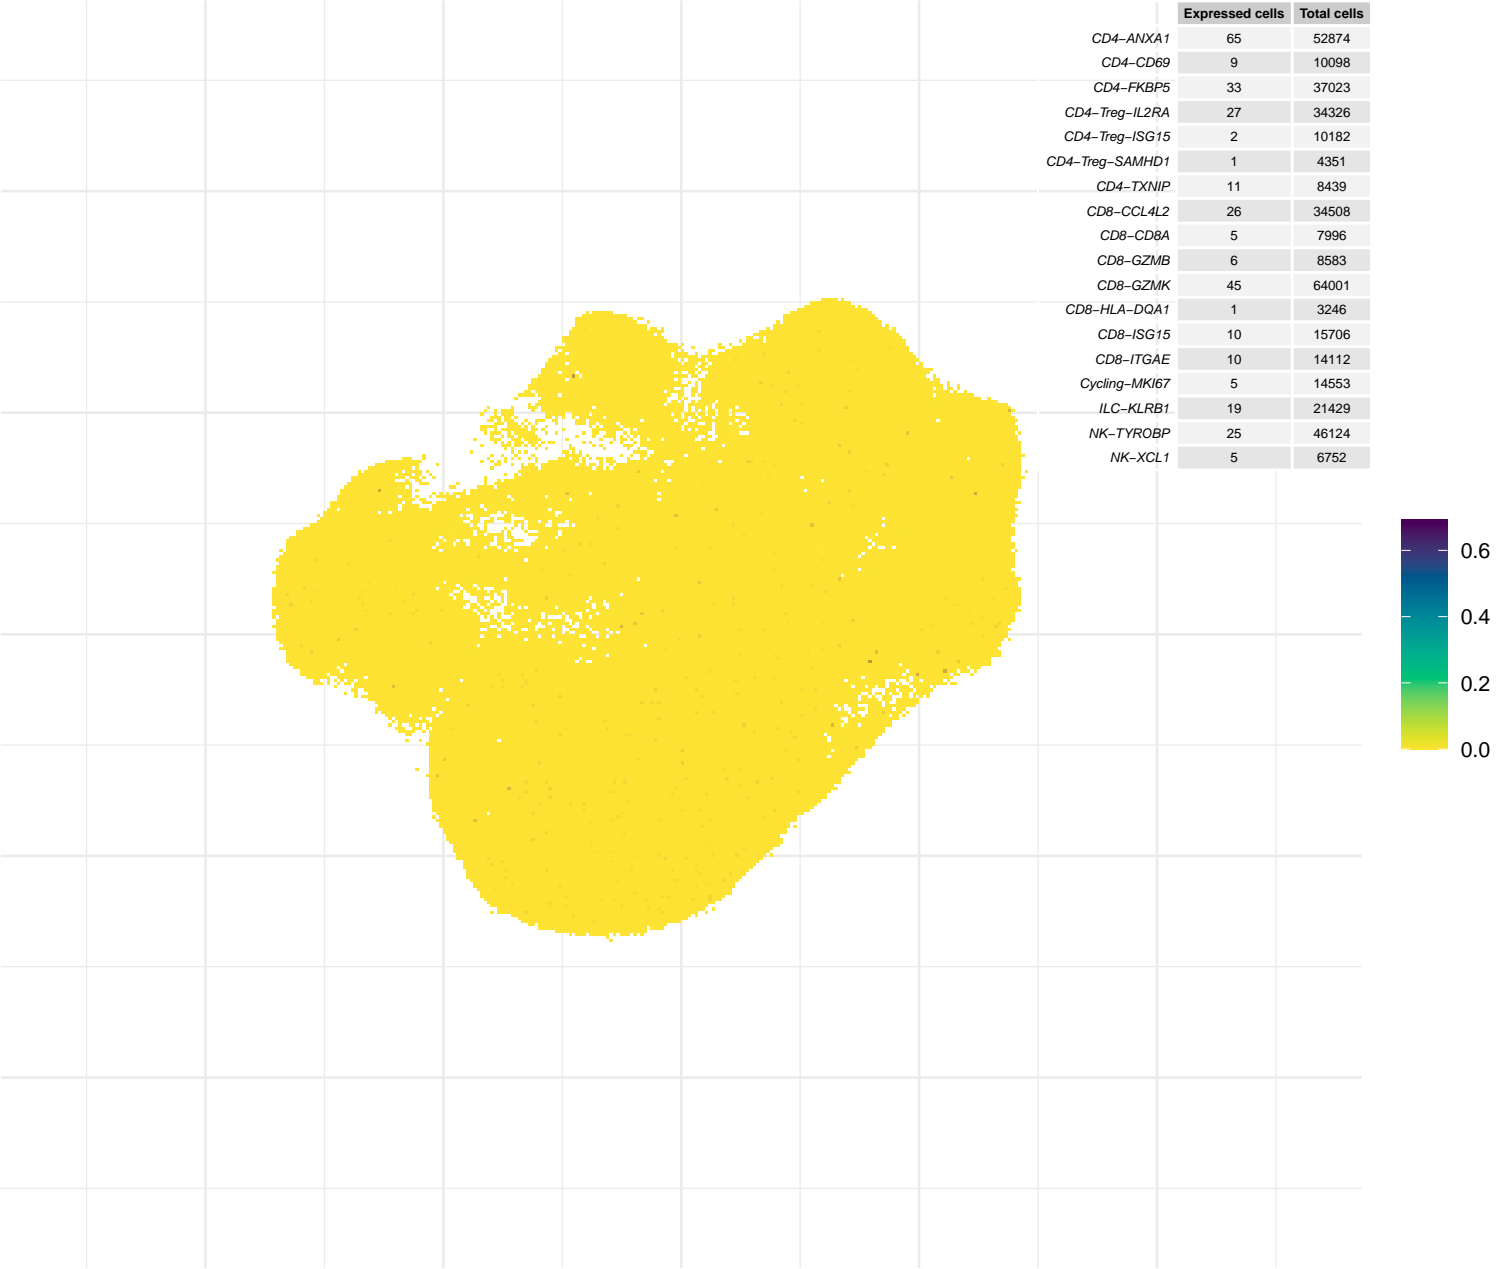 Expressed cells Total cells
CD4−ANXA1 65 52874
CD4−CD69 9 10098
CD4−FKBP5 33 37023
CD4−Treg−IL2RA 27 34326
CD4−Treg−ISG15 2 10182
CD4−Treg−SAMHD1 1 4351
CD4−TXNIP 11 8439
CD8−CCL4L2 26 34508
CD8−CD8A 5 7996
CD8−GZMB 6 8583
CD8−GZMK 45 64001
CD8−HLA−DQA1 1 3246
CD8−ISG15 10 15706
CD8−ITGAE 10 14112
Cycling−MKI67 5 14553
ILC−KLRB1 19 21429
NK−TYROBP 25 46124
NK−XCL1 5 6752
0.6
0.4
0.2
0.0